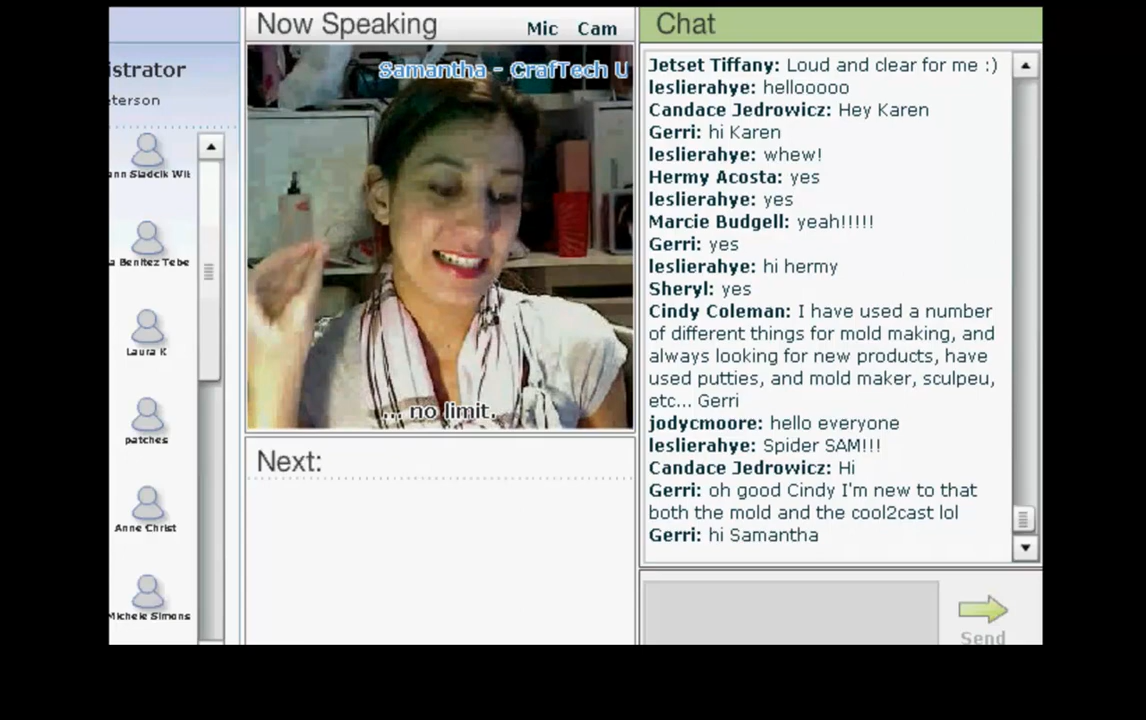 Now Speaking
Mic Cam
Chat
istrator
terson
ann Sladcik Wit
a Benitez Tebe
Laura K
patches
Anne Christ
Michele Simons
Samantha - CrafTech U
... no limit.
Next:
Jetset Tiffany: Loud and clear for me :)
leslierahye: hellooooo
Candace Jedrowicz: Hey Karen
Gerri: hi Karen
leslierahye: whew!
Hermy Acosta: yes
leslierahye: yes
Marcie Budgell: yeah!!!!!
Gerri: yes
leslierahye: hi hermy
Sheryl: yes
Cindy Coleman: I have used a number
of different things for mold making, and
always looking for new products, have
used putties, and mold maker, sculpeu,
etc... Gerri
jodycmoore: hello everyone
leslierahye: Spider SAM!!!
Candace Jedrowicz: Hi
Gerri: oh good Cindy I'm new to that
both the mold and the cool2cast lol
Gerri: hi Samantha
Send